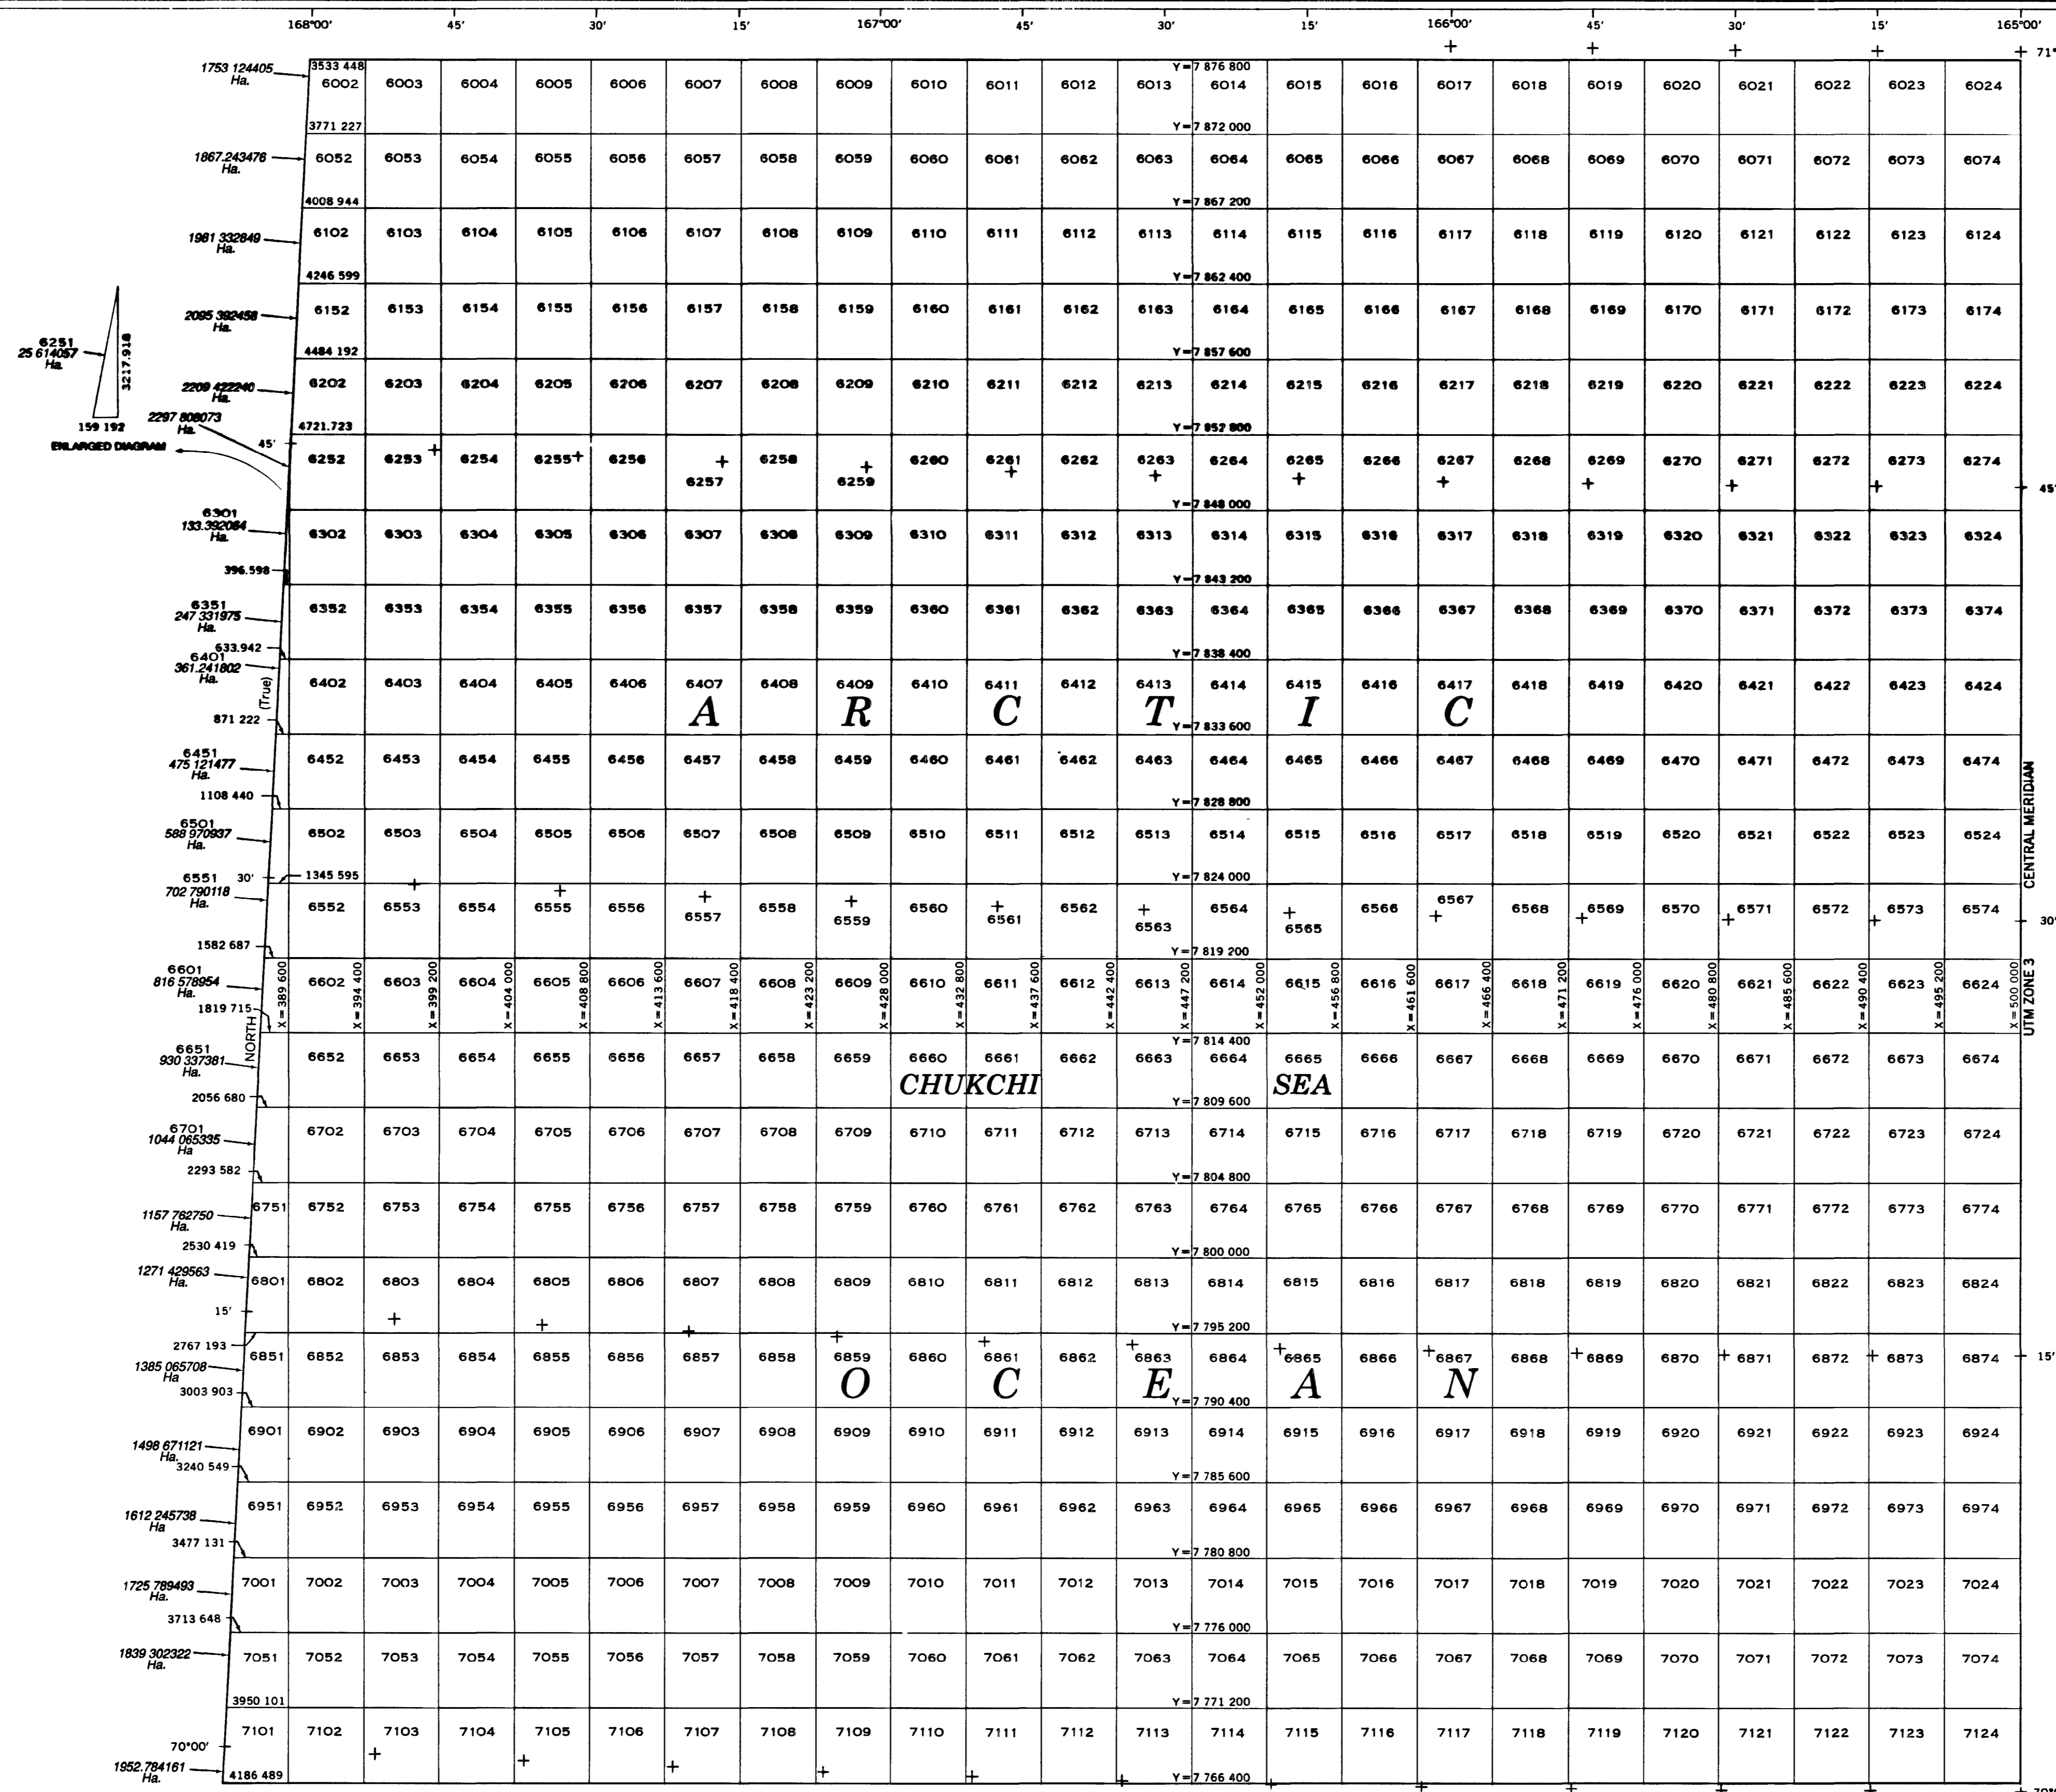 168°00' 45' 30' 15' 167°00' 45' 30' 15' 166°00' 45' 30' 15' 165°00'
71°
1753 124405 Ha.
3533 448 Y=7 876 800
6002 6003 6004 6005 6006 6007 6008 6009 6010 6011 6012 6013 6014 6015 6016 6017 6018 6019 6020 6021 6022 6023 6024
3771 227 Y=7 872 000
1867.243476 Ha.
6052 6053 6054 6055 6056 6057 6058 6059 6060 6061 6062 6063 6064 6065 6066 6067 6068 6069 6070 6071 6072 6073 6074
4008 944 Y=7 867 200
1981 332849 Ha.
6102 6103 6104 6105 6106 6107 6108 6109 6110 6111 6112 6113 6114 6115 6116 6117 6118 6119 6120 6121 6122 6123 6124
4246 599 Y=7 862 400
2095 392458 Ha.
6152 6153 6154 6155 6156 6157 6158 6159 6160 6161 6162 6163 6164 6165 6166 6167 6168 6169 6170 6171 6172 6173 6174
4484 192 Y=7 857 600
6251
25 614057 Ha.
3217.918
159 192
ENLARGED DIAGRAM
2209 422240 Ha.
6202 6203 6204 6205 6206 6207 6208 6209 6210 6211 6212 6213 6214 6215 6216 6217 6218 6219 6220 6221 6222 6223 6224
4721.723 Y=7 852 800
2297 808073 Ha.
45'
6252 6253 6254 6255 6256 6257 6258 6259 6260 6261 6262 6263 6264 6265 6266 6267 6268 6269 6270 6271 6272 6273 6274
45'
Y=7 848 000
6301
133.392084 Ha.
6302 6303 6304 6305 6306 6307 6308 6309 6310 6311 6312 6313 6314 6315 6316 6317 6318 6319 6320 6321 6322 6323 6324
396.598 Y=7 843 200
6351
247 331975 Ha.
6352 6353 6354 6355 6356 6357 6358 6359 6360 6361 6362 6363 6364 6365 6366 6367 6368 6369 6370 6371 6372 6373 6374
633.942 Y=7 838 400
6401
361.241802 Ha.
6402 6403 6404 6405 6406 6407 6408 6409 6410 6411 6412 6413 6414 6415 6416 6417 6418 6419 6420 6421 6422 6423 6424
ARCTIC
871 222 Y=7 833 600
6451
475 121477 Ha.
6452 6453 6454 6455 6456 6457 6458 6459 6460 6461 6462 6463 6464 6465 6466 6467 6468 6469 6470 6471 6472 6473 6474
1108 440 Y=7 828 800
6501
588 970937 Ha.
6502 6503 6504 6505 6506 6507 6508 6509 6510 6511 6512 6513 6514 6515 6516 6517 6518 6519 6520 6521 6522 6523 6524
1345 595 Y=7 824 000
6551 30'
702 790118 Ha.
6552 6553 6554 6555 6556 6557 6558 6559 6560 6561 6562 6563 6564 6565 6566 6567 6568 6569 6570 6571 6572 6573 6574
30'
1582 687 Y=7 819 200
6601
816 578954 Ha.
6602 6603 6604 6605 6606 6607 6608 6609 6610 6611 6612 6613 6614 6615 6616 6617 6618 6619 6620 6621 6622 6623 6624
X=389 600 X=394 400 X=399 200 X=404 000 X=408 800 X=413 600 X=418 400 X=423 200 X=428 000 X=432 800 X=437 600 X=442 400 X=447 200 X=452 000 X=456 800 X=461 600 X=466 400 X=471 200 X=476 000 X=480 800 X=485 600 X=490 400 X=495 200 X=500 000
UTM ZONE 3 CENTRAL MERIDIAN
NORTH (True)
1819 715 Y=7 814 400
6651
930 337381 Ha.
6652 6653 6654 6655 6656 6657 6658 6659 6660 6661 6662 6663 6664 6665 6666 6667 6668 6669 6670 6671 6672 6673 6674
CHUKCHI SEA
2056 680 Y=7 809 600
6701
1044 065335 Ha
6702 6703 6704 6705 6706 6707 6708 6709 6710 6711 6712 6713 6714 6715 6716 6717 6718 6719 6720 6721 6722 6723 6724
2293 582 Y=7 804 800
1157 762750 Ha.
6751 6752 6753 6754 6755 6756 6757 6758 6759 6760 6761 6762 6763 6764 6765 6766 6767 6768 6769 6770 6771 6772 6773 6774
2530 419 Y=7 800 000
1271 429563 Ha.
6801 6802 6803 6804 6805 6806 6807 6808 6809 6810 6811 6812 6813 6814 6815 6816 6817 6818 6819 6820 6821 6822 6823 6824
15'
2767 193 Y=7 795 200
1385 065708 Ha
6851 6852 6853 6854 6855 6856 6857 6858 6859 6860 6861 6862 6863 6864 6865 6866 6867 6868 6869 6870 6871 6872 6873 6874
15'
OCEAN
3003 903 Y=7 790 400
1498 671121 Ha.
6901 6902 6903 6904 6905 6906 6907 6908 6909 6910 6911 6912 6913 6914 6915 6916 6917 6918 6919 6920 6921 6922 6923 6924
3240 549 Y=7 785 600
1612 245738 Ha
6951 6952 6953 6954 6955 6956 6957 6958 6959 6960 6961 6962 6963 6964 6965 6966 6967 6968 6969 6970 6971 6972 6973 6974
3477 131 Y=7 780 800
1725 789493 Ha.
7001 7002 7003 7004 7005 7006 7007 7008 7009 7010 7011 7012 7013 7014 7015 7016 7017 7018 7019 7020 7021 7022 7023 7024
3713 648 Y=7 776 000
1839 302322 Ha.
7051 7052 7053 7054 7055 7056 7057 7058 7059 7060 7061 7062 7063 7064 7065 7066 7067 7068 7069 7070 7071 7072 7073 7074
3950 101 Y=7 771 200
7101 7102 7103 7104 7105 7106 7107 7108 7109 7110 7111 7112 7113 7114 7115 7116 7117 7118 7119 7120 7121 7122 7123 7124
70°00'
1952.784161 Ha.
4186 489 Y=7 766 400